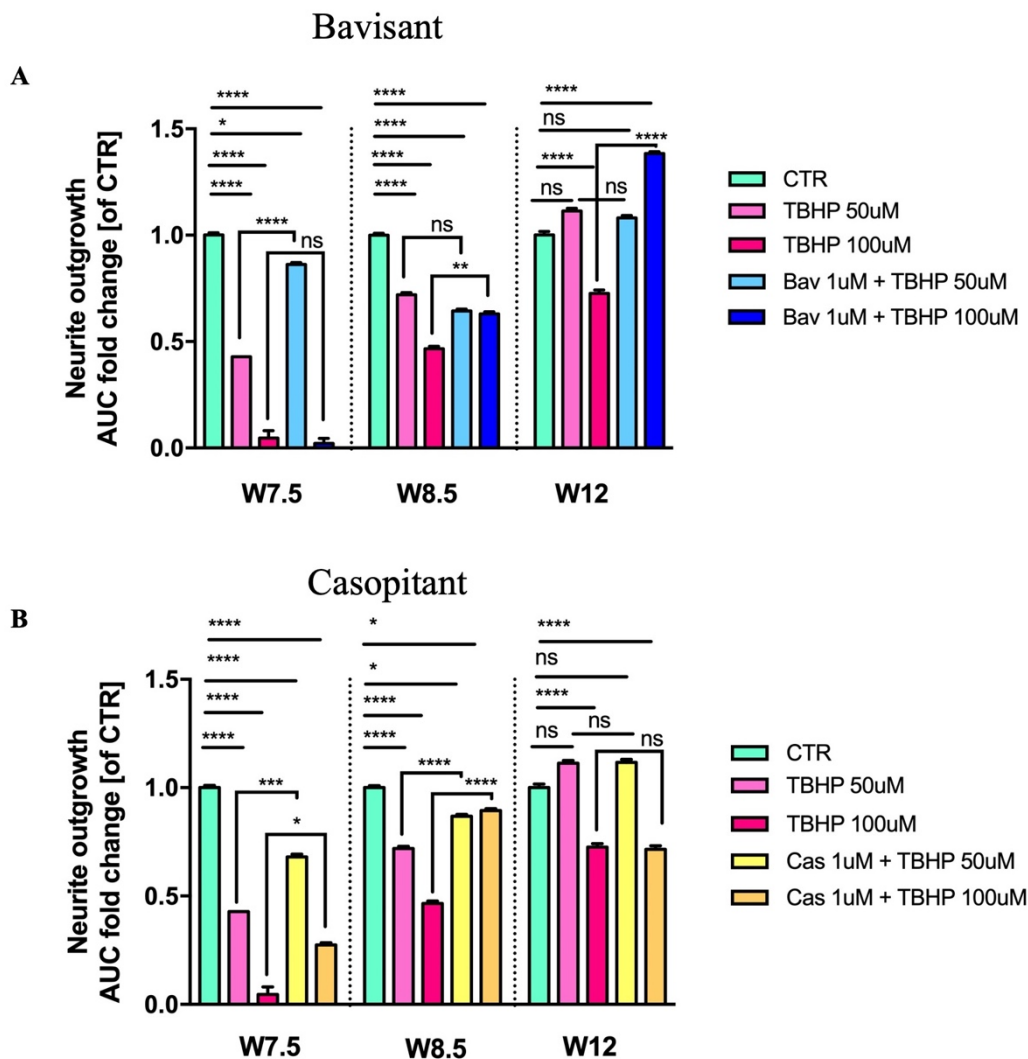 Bavisant
A
Neurite outgrowth
AUC fold change [of CTR]
1.5
1.0
0.5
0.0
****
*
****
****
****
ns
****
****
****
****
ns
**
****
ns
****
ns
ns
****
W7.5
W8.5
W12
CTR
TBHP 50uM
TBHP 100uM
Bav 1uM + TBHP 50uM
Bav 1uM + TBHP 100uM
Casopitant
B
Neurite outgrowth
AUC fold change [of CTR]
1.5
1.0
0.5
0.0
****
****
****
****
***
*
*
*
****
****
****
****
****
ns
****
ns
ns
ns
W7.5
W8.5
W12
CTR
TBHP 50uM
TBHP 100uM
Cas 1uM + TBHP 50uM
Cas 1uM + TBHP 100uM